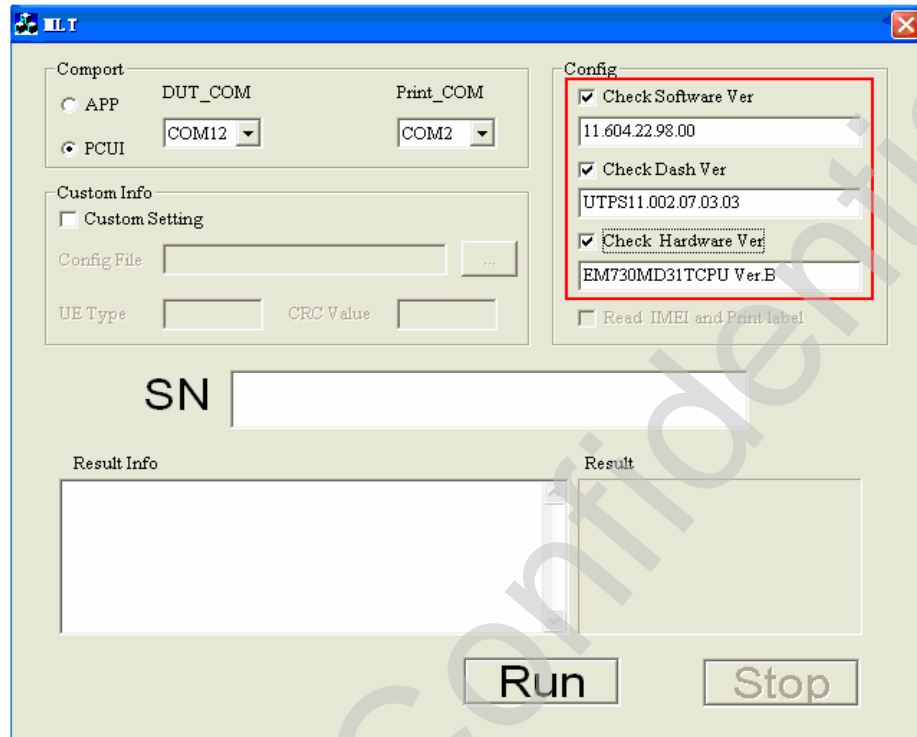 MLT
Comport
APP
PCUI
DUT_COM
COM12
Print_COM
COM2
Config
Check Software Ver
11.604.22.98.00
Check Dash Ver
UTPS11.002.07.03.03
Check Hardware Ver
EM730MD31TCPU Ver.B
Read IMEI and Print label
Custom Info
Custom Setting
Config File
...
UE Type
CRC Value
SN
Result Info
Result
Run
Stop
Confidenti